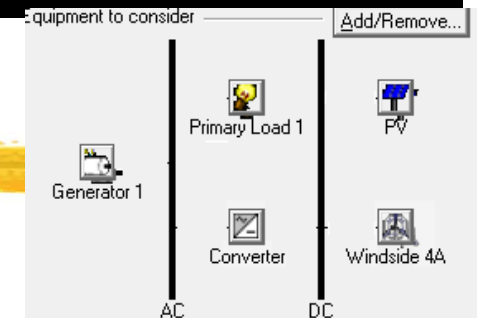 Equipment to consider
Add/Remove...
Primary Load 1
PV
Generator 1
Converter
Windside 4A
AC
DC